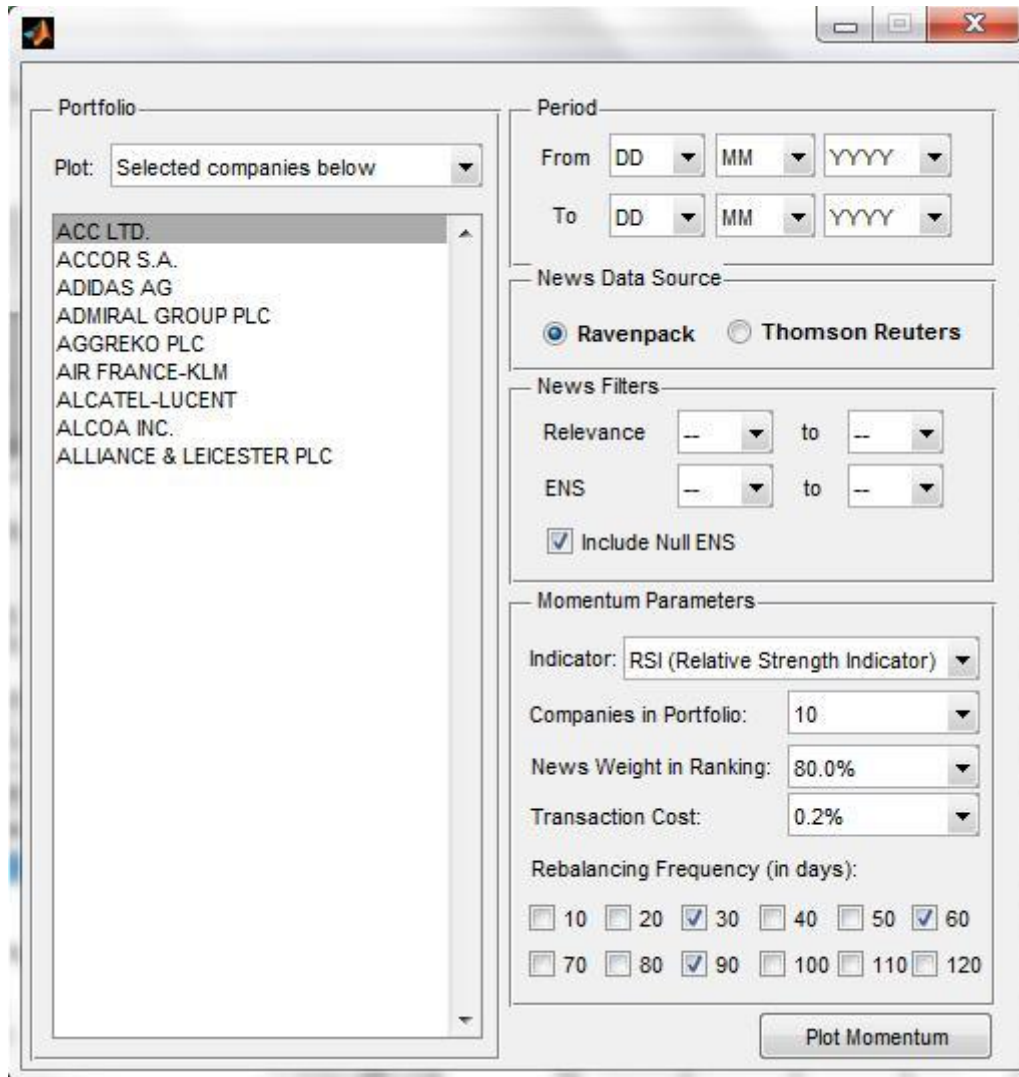 Portfolio
Plot: Selected companies below
ACC LTD.
ACCOR S.A.
ADIDAS AG
ADMIRAL GROUP PLC
AGGREKO PLC
AIR FRANCE-KLM
ALCATEL-LUCENT
ALCOA INC.
ALLIANCE & LEICESTER PLC
Period
From DD MM YYYY
To DD MM YYYY
News Data Source
Ravenpack Thomson Reuters
News Filters
Relevance -- to --
ENS -- to --
Include Null ENS
Momentum Parameters
Indicator: RSI (Relative Strength Indicator)
Companies in Portfolio: 10
News Weight in Ranking: 80.0%
Transaction Cost: 0.2%
Rebalancing Frequency (in days):
10 20 30 40 50 60
70 80 90 100 110 120
Plot Momentum